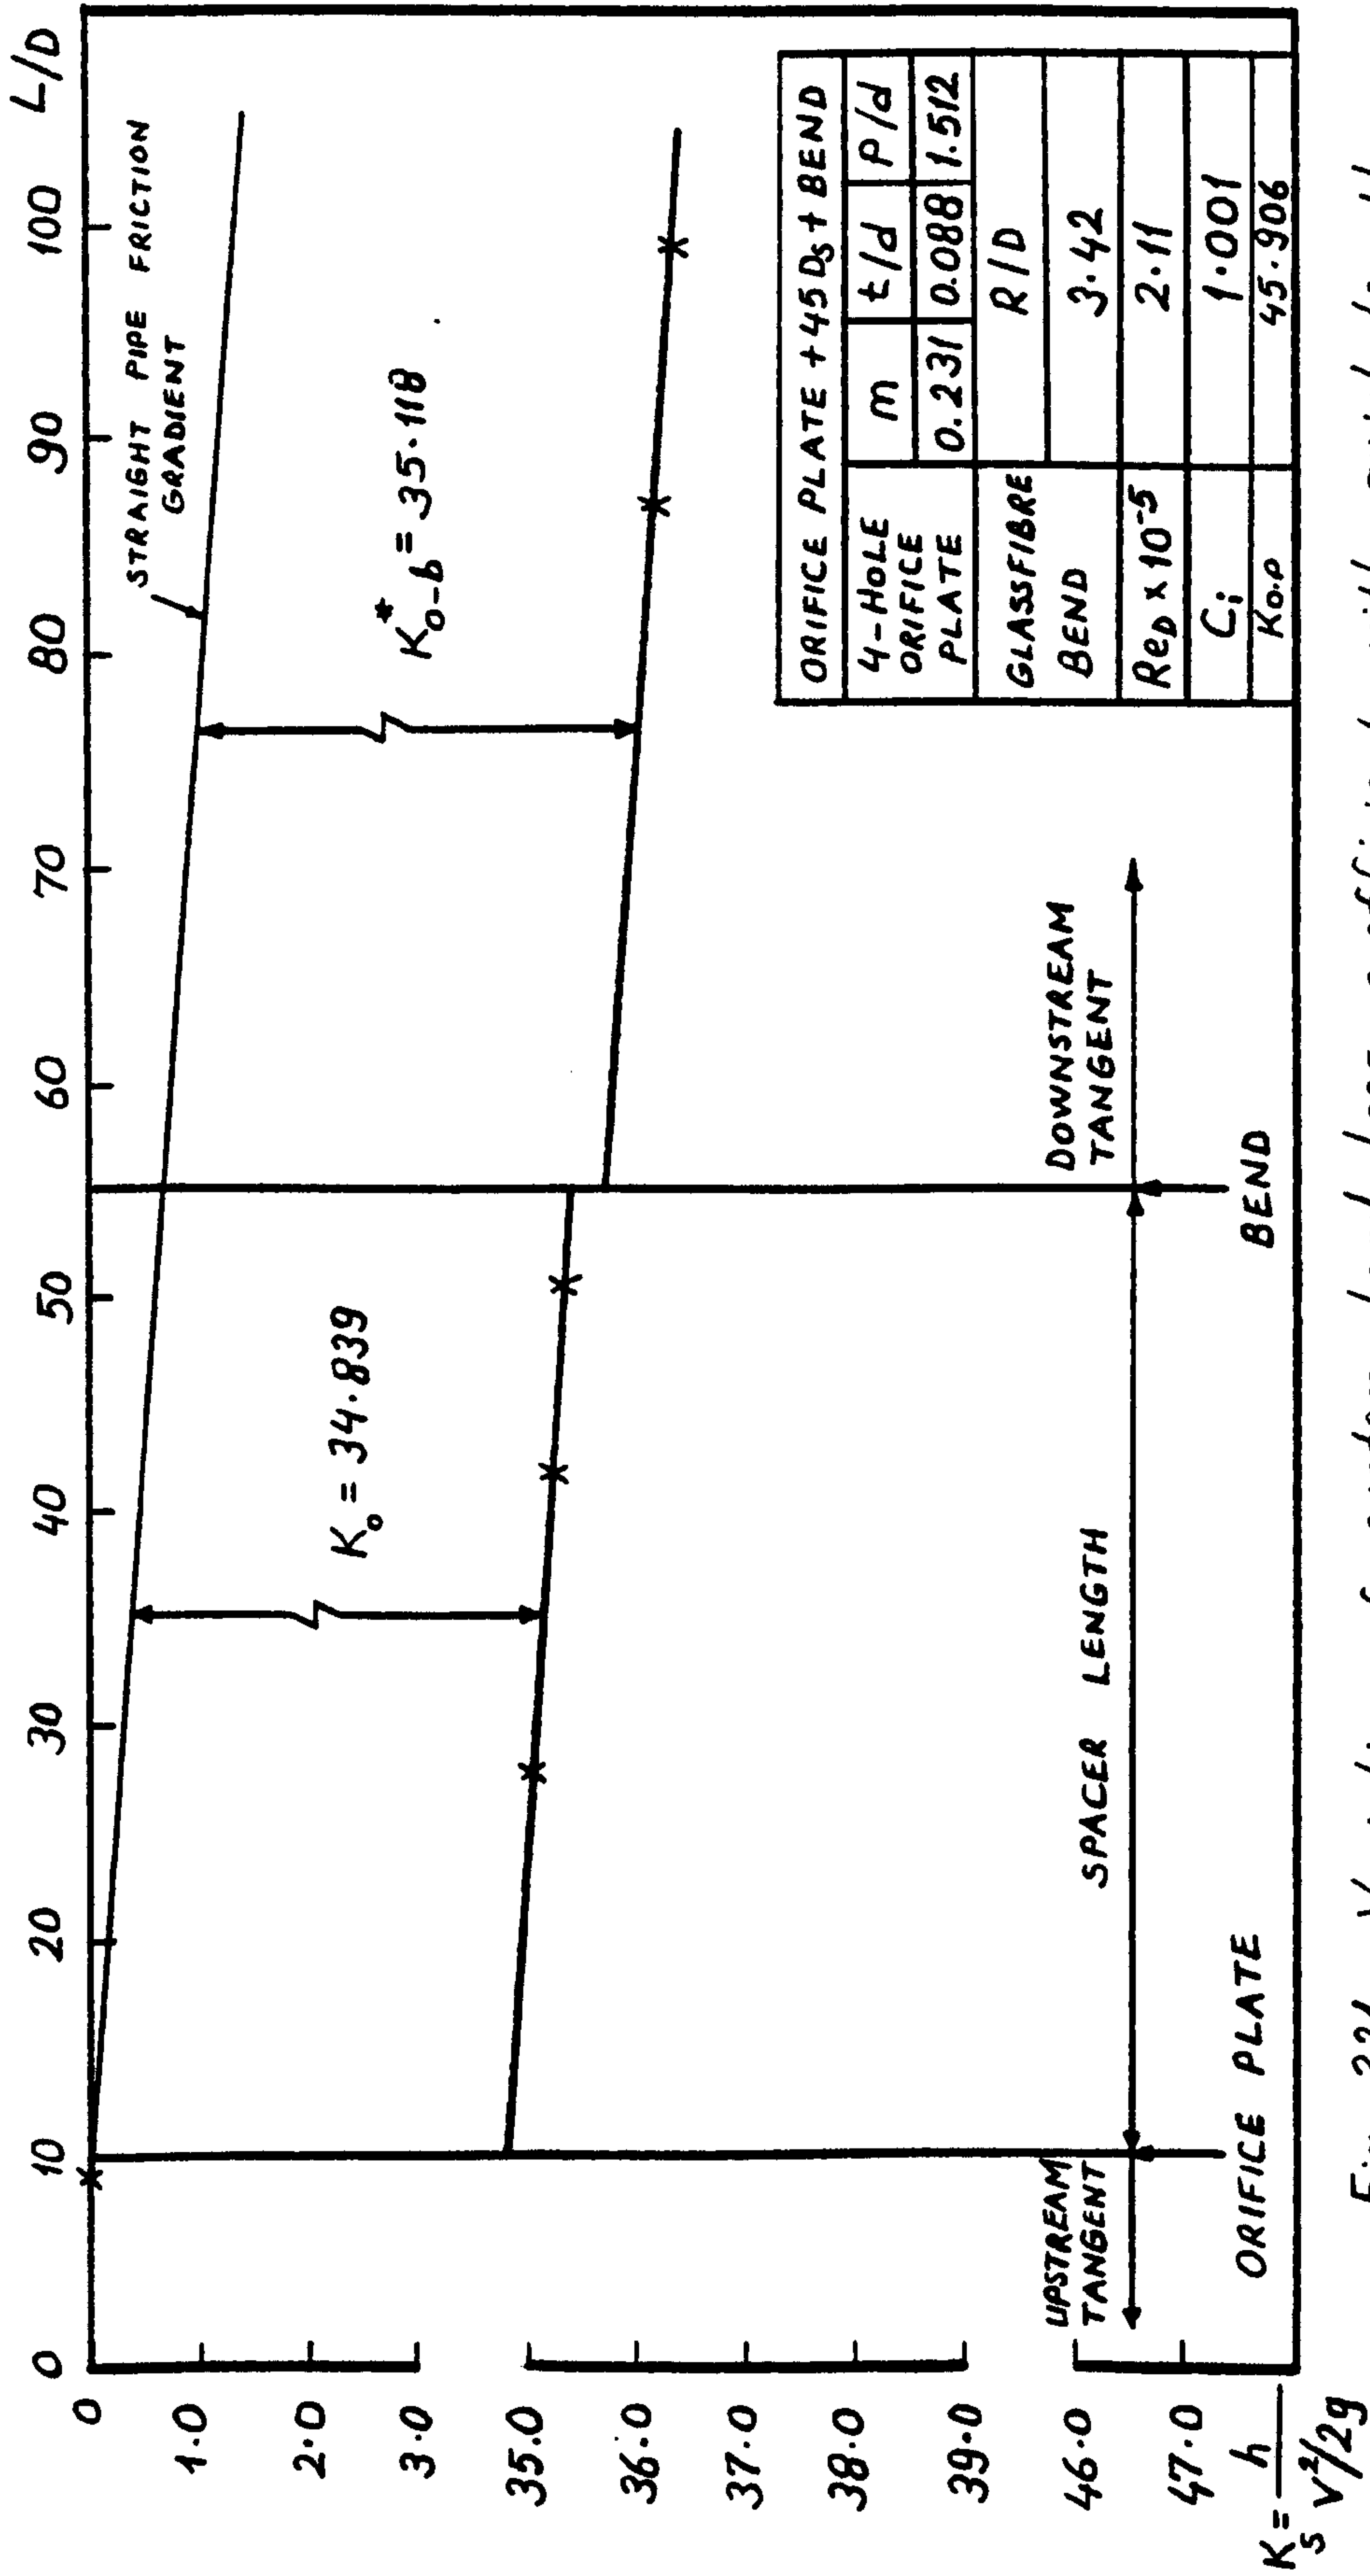 0 10 20 30 40 50 60 70 80 90 100 L/D
0
1.0
2.0
3.0
35.0
36.0
37.0
38.0
39.0
46.0
47.0
Ks = h / V²/2g
STRAIGHT PIPE FRICTION
GRADIENT
K₀ = 34.839
K*₀₋b = 35.118
UPSTREAM
TANGENT
SPACER LENGTH
DOWNSTREAM
TANGENT
ORIFICE PLATE
BEND
ORIFICE PLATE + 45 Ds + BEND
4-HOLE
ORIFICE
PLATE
m t/d P/d
0.231 0.088 1.512
GLASSFIBRE
BEND
R/D
3.42
ReD x 10⁻⁵ 2.11
Ci 1.001
Ko.p 45.906